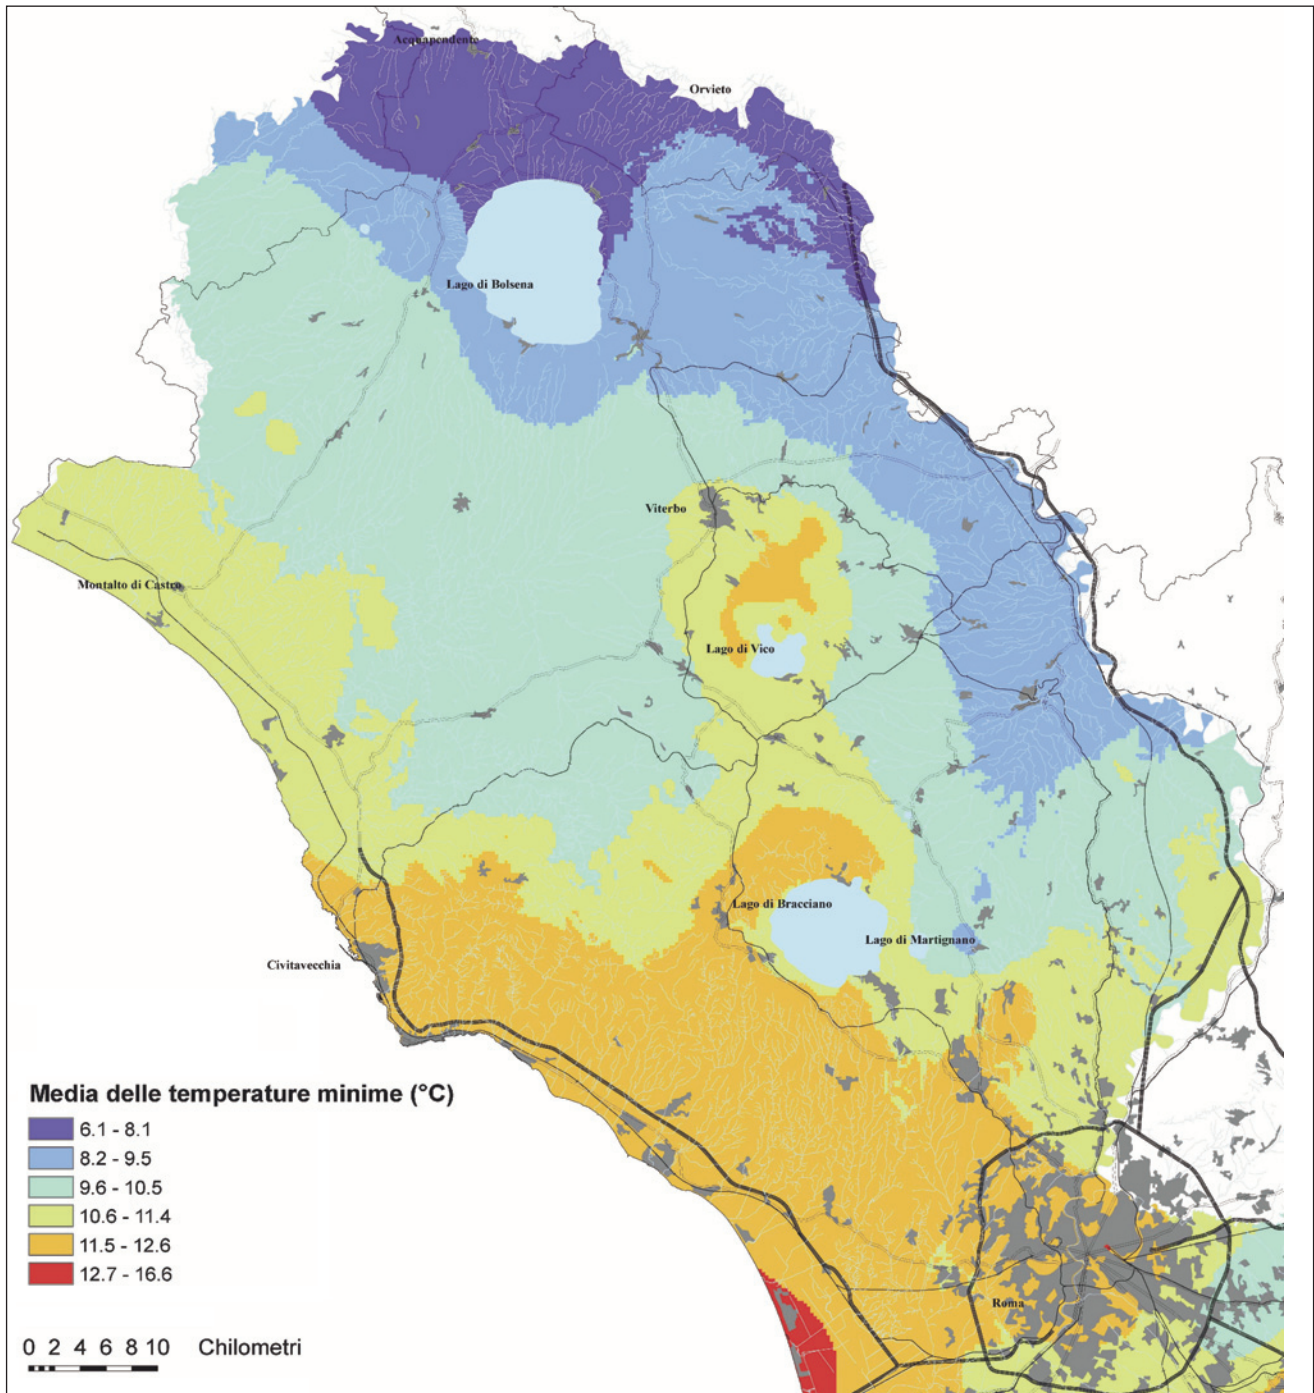 Acquapendente
Orvieto
Lago di Bolsena
Viterbo
Montalto di Castro
Lago di Vico
Lago di Bracciano
Lago di Martignano
Civitavecchia
Media delle temperature minime (°C)
6.1 - 8.1
8.2 - 9.5
9.6 - 10.5
10.6 - 11.4
11.5 - 12.6
12.7 - 16.6
Roma
0 2 4 6 8 10 Chilometri